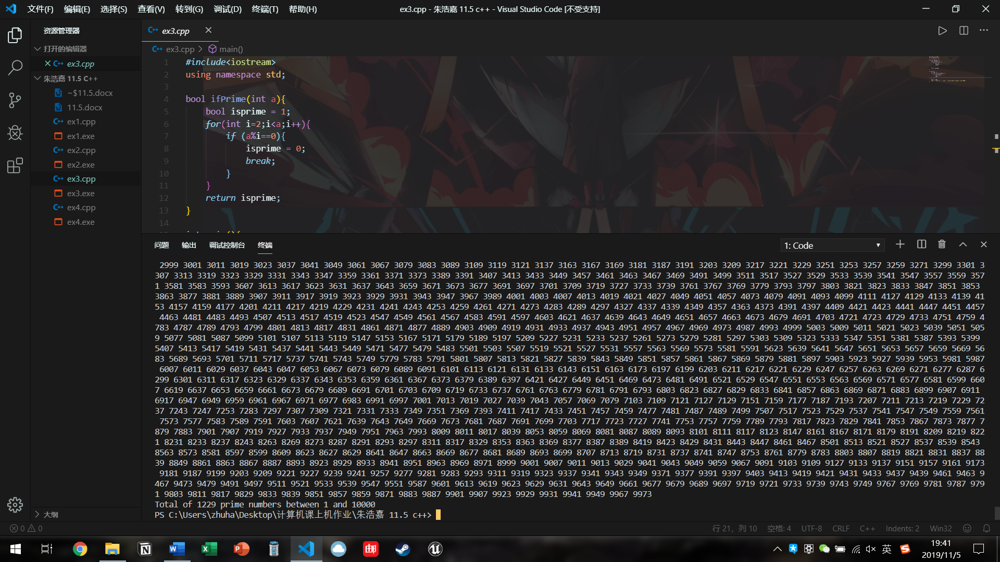 文件(F) 编辑(E) 选择(S) 查看(V) 转到(G) 调试(D) 终端(T) 帮助(H) ex3.cpp - 朱浩嘉 11.5 c++ - Visual Studio Code [不受支持]
资源管理器
打开的编辑器
ex3.cpp
朱浩嘉 11.5 C++
~$11.5.docx
11.5.docx
ex1.cpp
ex1.exe
ex2.cpp
ex2.exe
ex3.cpp
ex3.exe
ex4.cpp
ex4.exe
大纲
ex3.cpp
ex3.cpp > main()
1 #include<iostream>
2 using namespace std;
3
4 bool ifPrime(int a){
5 bool isprime = 1;
6 for(int i=2;i<a;i++){
7 if (a%i==0){
8 isprime = 0;
9 break;
10 }
11 }
12 return isprime;
13 }
14
问题 输出 调试控制台 终端 1: Code
2999 3001 3011 3019 3023 3037 3041 3049 3061 3067 3079 3083 3089 3109 3119 3121 3137 3163 3167 3169 3181 3187 3191 3203 3209 3217 3221 3229 3251 3253 3257 3259 3271 3299 3301 3
307 3313 3319 3323 3329 3331 3343 3347 3359 3361 3371 3373 3389 3391 3407 3413 3433 3449 3457 3461 3463 3467 3469 3491 3499 3511 3517 3527 3529 3533 3539 3541 3547 3557 3559 357
1 3581 3583 3593 3607 3613 3617 3623 3631 3637 3643 3659 3671 3673 3677 3691 3697 3701 3709 3719 3727 3733 3739 3761 3767 3769 3779 3793 3797 3803 3821 3823 3833 3847 3851 3853
3863 3877 3881 3889 3907 3911 3917 3919 3923 3929 3931 3943 3947 3967 3989 4001 4003 4007 4013 4019 4021 4027 4049 4051 4057 4073 4079 4091 4093 4099 4111 4127 4129 4133 4139 41
53 4157 4159 4177 4201 4211 4217 4219 4229 4231 4241 4243 4253 4259 4261 4271 4273 4283 4289 4297 4327 4337 4339 4349 4357 4363 4373 4391 4397 4409 4421 4423 4441 4447 4451 4457
4463 4481 4483 4493 4507 4513 4517 4519 4523 4547 4549 4561 4567 4583 4591 4597 4603 4621 4637 4639 4643 4649 4651 4657 4663 4673 4679 4691 4703 4721 4723 4729 4733 4751 4759 4
783 4787 4789 4793 4799 4801 4813 4817 4831 4861 4871 4877 4889 4903 4909 4919 4931 4933 4937 4943 4951 4957 4967 4969 4973 4987 4993 4999 5003 5009 5011 5021 5023 5039 5051 505
9 5077 5081 5087 5099 5101 5107 5113 5119 5147 5153 5167 5171 5179 5189 5197 5209 5227 5231 5233 5237 5261 5273 5279 5281 5297 5303 5309 5323 5333 5347 5351 5381 5387 5393 5399
5407 5413 5417 5419 5431 5437 5441 5443 5449 5471 5477 5479 5483 5501 5503 5507 5519 5521 5527 5531 5557 5563 5569 5573 5581 5591 5623 5639 5641 5647 5651 5653 5657 5659 5669 56
83 5689 5693 5701 5711 5717 5737 5741 5743 5749 5779 5783 5791 5801 5807 5813 5821 5827 5839 5843 5849 5851 5857 5861 5867 5869 5879 5881 5897 5903 5923 5927 5939 5953 5981 5987
6007 6011 6029 6037 6043 6047 6053 6067 6073 6079 6089 6091 6101 6113 6121 6131 6133 6143 6151 6163 6173 6197 6199 6203 6211 6217 6221 6229 6247 6257 6263 6269 6271 6277 6287 6
299 6301 6311 6317 6323 6329 6337 6343 6353 6359 6361 6367 6373 6379 6389 6397 6421 6427 6449 6451 6469 6473 6481 6491 6521 6529 6547 6551 6553 6563 6569 6571 6577 6581 6599 660
7 6619 6637 6653 6659 6661 6673 6679 6689 6691 6701 6703 6709 6719 6733 6737 6761 6763 6779 6781 6791 6793 6803 6823 6827 6829 6833 6841 6857 6863 6869 6871 6883 6899 6907 6911
6917 6947 6949 6959 6961 6967 6971 6977 6983 6991 6997 7001 7013 7019 7027 7039 7043 7057 7069 7079 7103 7109 7121 7127 7129 7151 7159 7177 7187 7193 7207 7211 7213 7219 7229 72
37 7243 7247 7253 7283 7297 7307 7309 7321 7331 7333 7349 7351 7369 7393 7411 7417 7433 7451 7457 7459 7477 7481 7487 7489 7499 7507 7517 7523 7529 7537 7541 7547 7549 7559 7561
7573 7577 7583 7589 7591 7603 7607 7621 7639 7643 7649 7669 7673 7681 7687 7691 7699 7703 7717 7723 7727 7741 7753 7757 7759 7789 7793 7817 7823 7829 7841 7853 7867 7873 7877 7
879 7883 7901 7907 7919 7927 7933 7937 7949 7951 7963 7993 8009 8011 8017 8039 8053 8059 8069 8081 8087 8089 8093 8101 8111 8117 8123 8147 8161 8167 8171 8179 8191 8209 8219 822
1 8231 8233 8237 8243 8263 8269 8273 8287 8291 8293 8297 8311 8317 8329 8353 8363 8369 8377 8387 8389 8419 8423 8429 8431 8443 8447 8461 8467 8501 8513 8521 8527 8537 8539 8543
8563 8573 8581 8597 8599 8609 8623 8627 8629 8641 8647 8663 8669 8677 8681 8689 8693 8699 8707 8713 8719 8731 8737 8741 8747 8753 8761 8779 8783 8803 8807 8819 8821 8831 8837 88
39 8849 8861 8863 8867 8887 8893 8923 8929 8933 8941 8951 8963 8969 8971 8999 9001 9007 9011 9013 9029 9041 9043 9049 9059 9067 9091 9103 9109 9127 9133 9137 9151 9157 9161 9173
9181 9187 9199 9203 9209 9221 9227 9239 9241 9257 9277 9281 9283 9293 9311 9319 9323 9337 9341 9343 9349 9371 9377 9391 9397 9403 9413 9419 9421 9431 9433 9437 9439 9461 9463 9
467 9473 9479 9491 9497 9511 9521 9533 9539 9547 9551 9587 9601 9613 9619 9623 9629 9631 9643 9649 9661 9677 9679 9689 9697 9719 9721 9733 9739 9743 9749 9767 9769 9781 9787 979
1 9803 9811 9817 9829 9833 9839 9851 9857 9859 9871 9883 9887 9901 9907 9923 9929 9931 9941 9949 9967 9973
Total of 1229 prime numbers between 1 and 10000
PS C:\Users\zhuha\Desktop\计算机课上机作业\朱浩嘉 11.5 c++>
0 0 行 21，列 10 空格: 4 UTF-8 CRLF C++ Indents: 2 Win32
英 19:41
2019/11/5